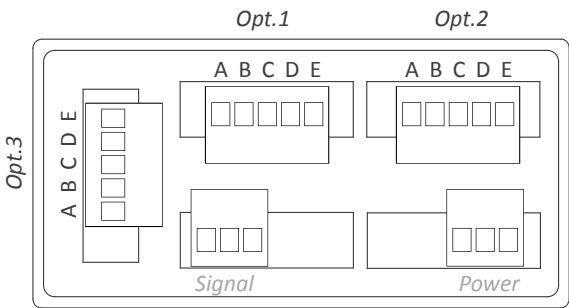 Opt.1 Opt.2
A B C D E A B C D E
Opt.3
A B C D E
Signal Power